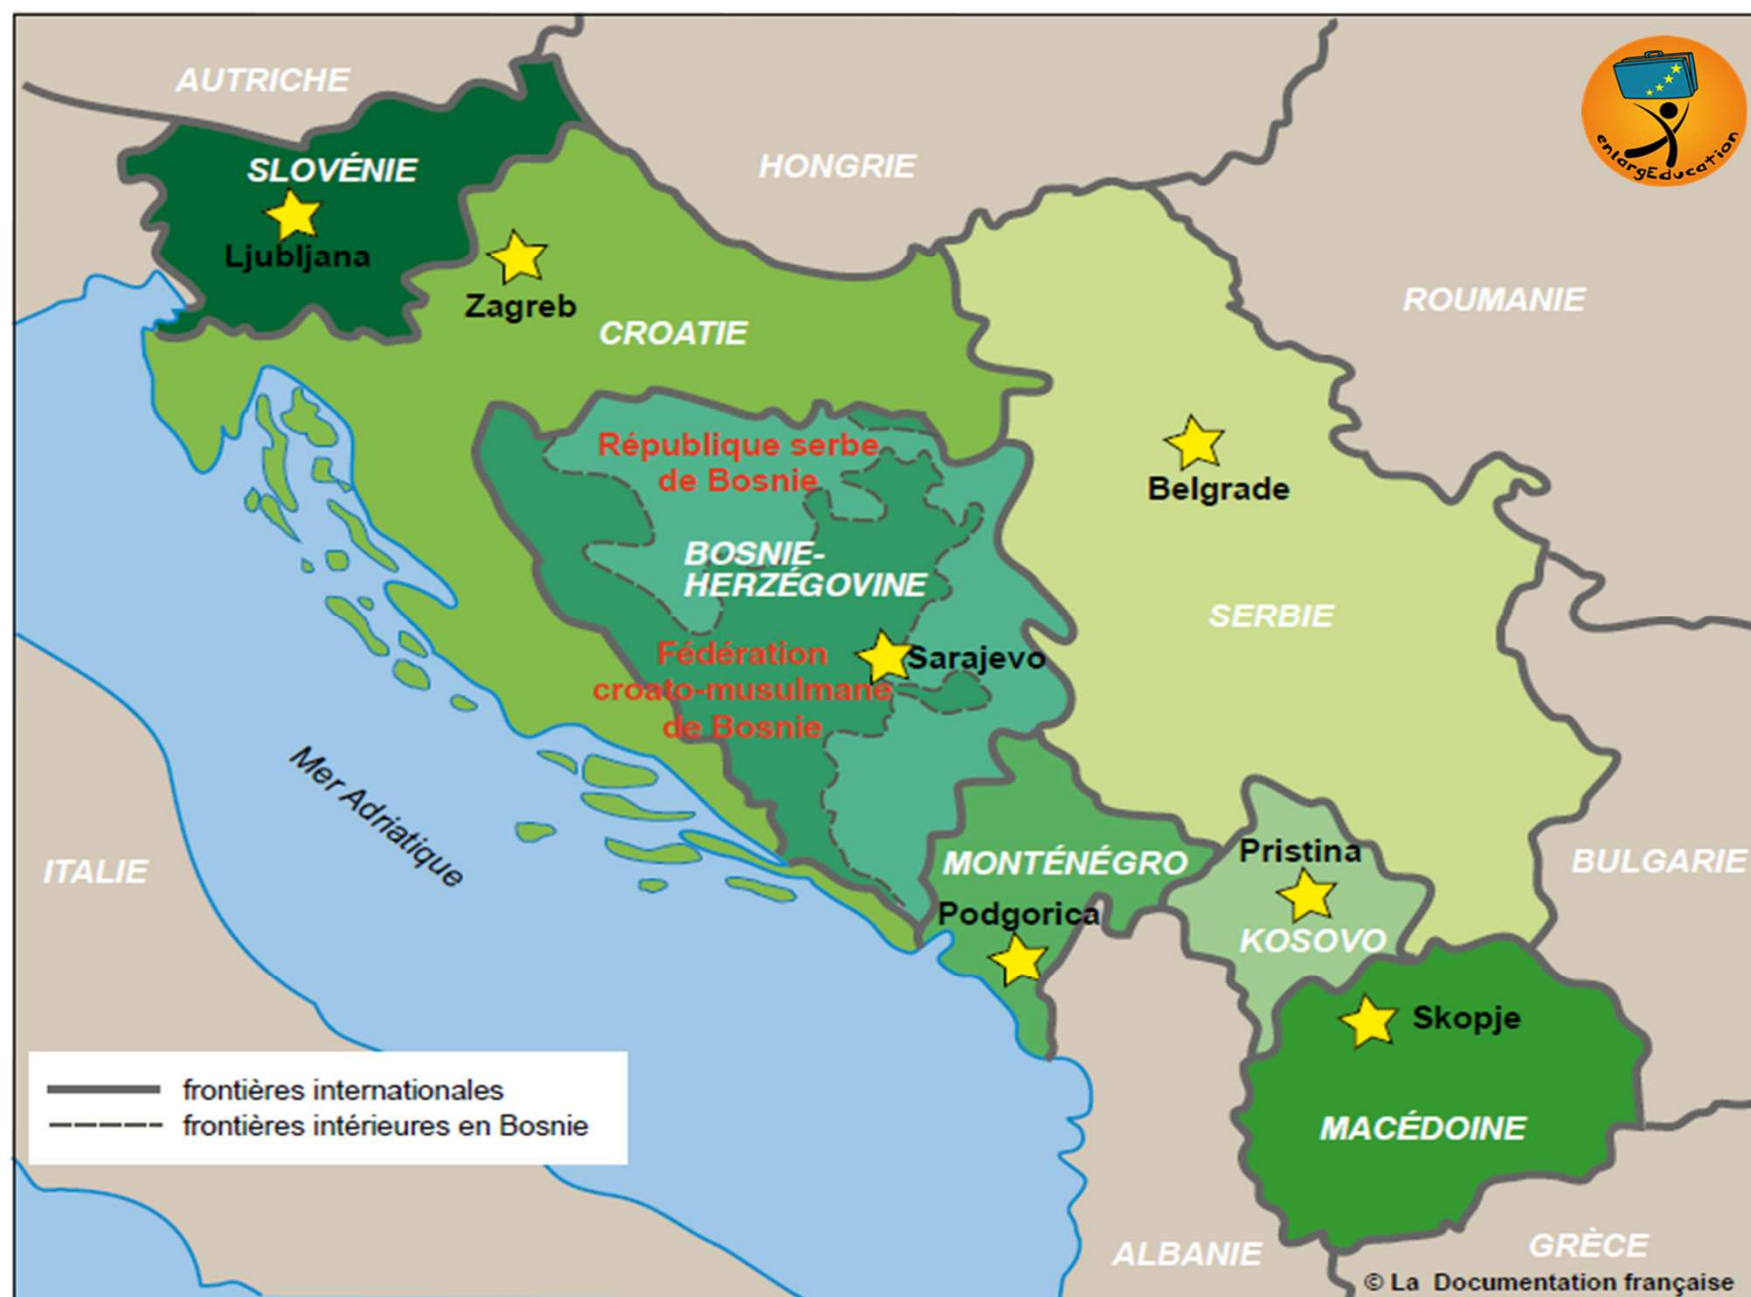 AUTRICHE
enlargEducation
SLOVÉNIE
HONGRIE
Ljubljana
Zagreb
ROUMANIE
CROATIE
République serbe
de Bosnie
Belgrade
BOSNIE-
HERZÉGOVINE
SERBIE
Fédération
croato-musulmane
de Bosnie
Sarajevo
Mer Adriatique
ITALIE
MONTÉNÉGRO
Pristina
BULGARIE
Podgorica
KOSOVO
Skopje
frontières internationales
frontières intérieures en Bosnie
MACÉDOINE
ALBANIE
GRÈCE
© La Documentation française